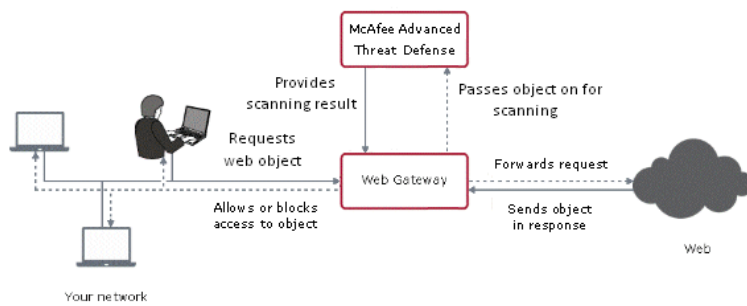 McAfee Advanced
Threat Defense
Provides
scanning result
Passes object on for
scanning
Requests
web object
Web Gateway
Forwards request
Allows or blocks
access to object
Sends object
in response
Web
Your network